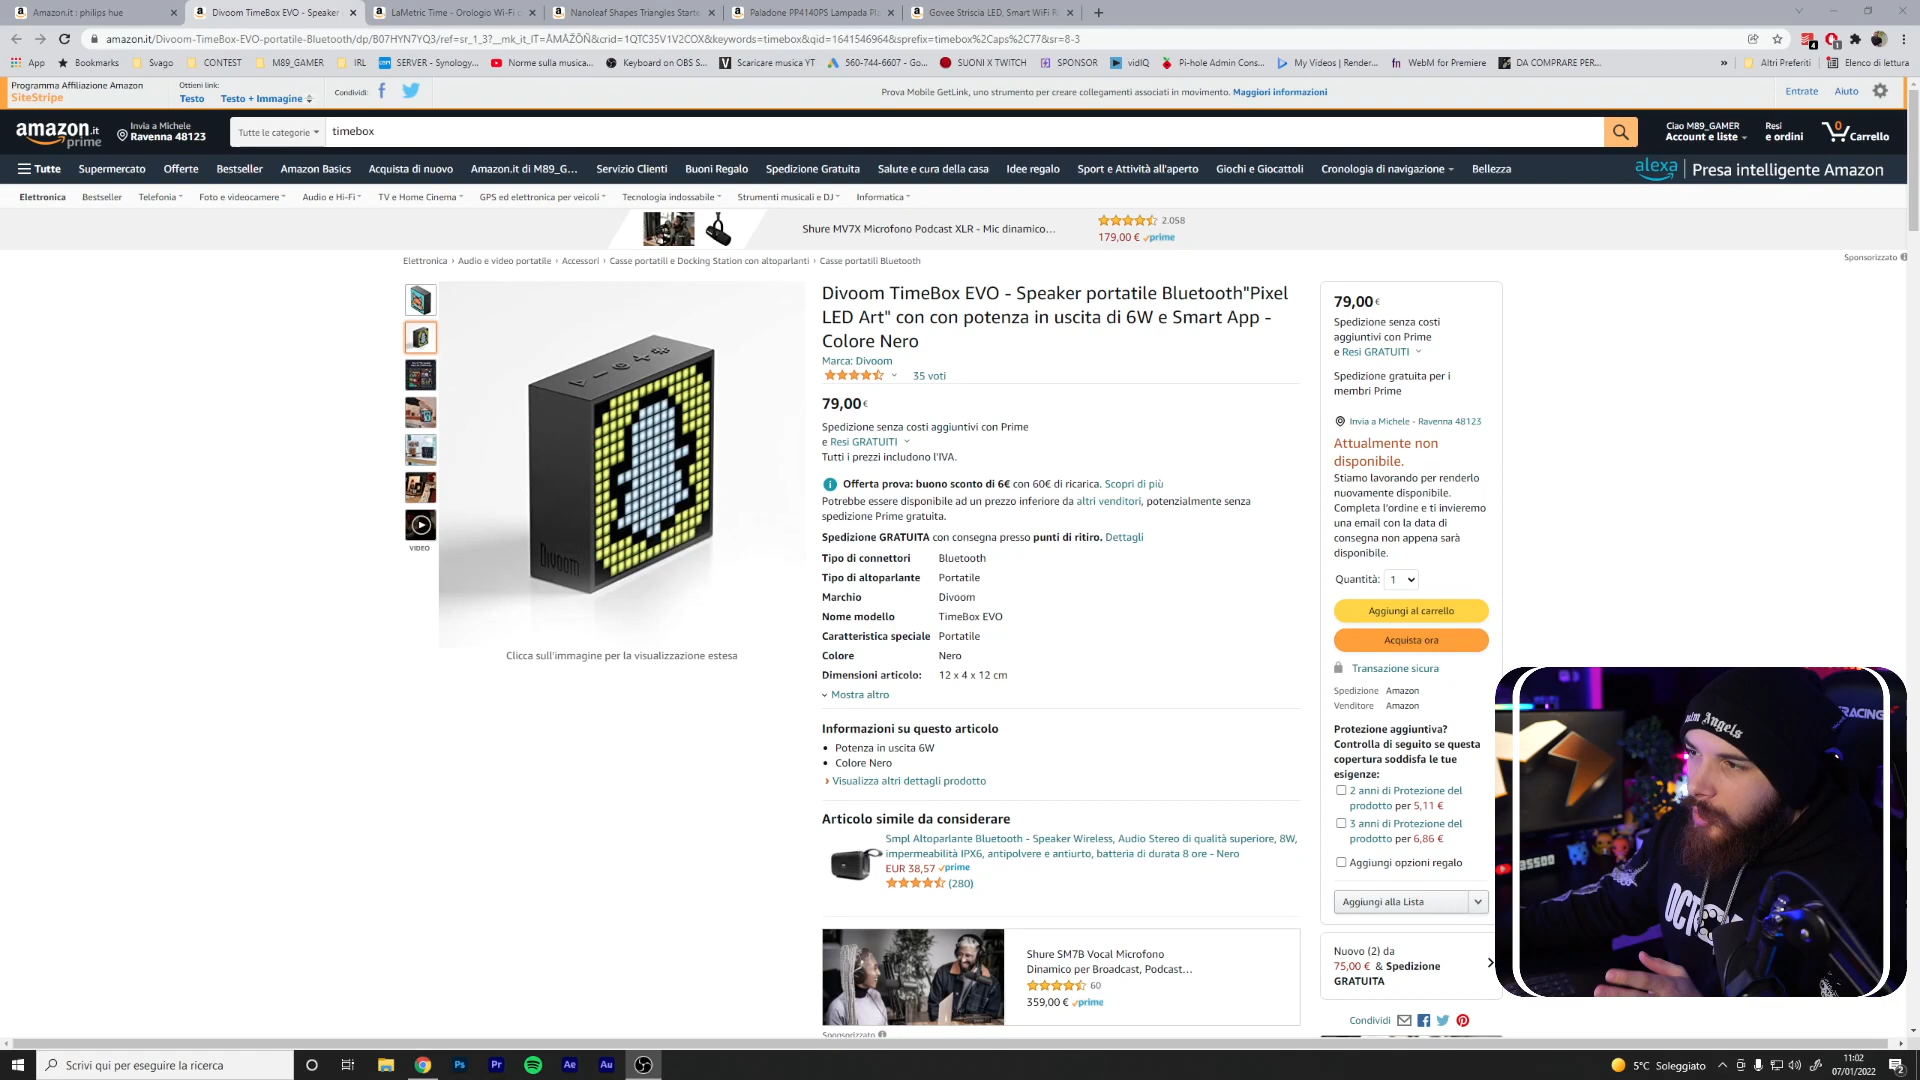 Amazon.it : philips hue
Divoom TimeBox EVO - Speaker
LaMetric Time - Orologio Wi-Fi
Nanoleaf Shapes Triangles Starte
Paladone PP4140PS Lampada
Govee Striscia LED, Smart WiFi
amazon.it/Divoom-TimeBox-EVO-portatile-Bluetooth/dp/B07HYN7YQ3/ref=sr_1_3?__mk_it_IT=ÅMÅŽÕÑ&crid=1QTC35V1V2COX&keywords=timebox&qid=1641546964&sprefix=timebox%2Caps%2C77&sr=8-3
App Bookmarks Svago CONTEST M89_GAMER IRL SERVER - Synology... Norme sulla musica... Keyboard on OBS S... Scaricare musica YT 560-744-6607 - Go... SUONI X TWITCH SPONSOR vidIQ Pi-hole Admin Cons... My Videos | Render... WebM for Premiere DA COMPRARE PER... » Altri Preferiti Elenco di lettura
Programma Affiliazione Amazon
SiteStripe
Ottieni link:
Testo Testo + Immagine
Condividi:
Prova Mobile GetLink, uno strumento per creare collegamenti associati in movimento. Maggiori informazioni
Entrate Aiuto
amazon.it
prime
Invia a Michele
Ravenna 48123
Tutte le categorie
timebox
Ciao M89_GAMER
Account e liste
Resi
e ordini
0
Carrello
Tutte Supermercato Offerte Bestseller Amazon Basics Acquista di nuovo Amazon.it di M89_G... Servizio Clienti Buoni Regalo Spedizione Gratuita Salute e cura della casa Idee regalo Sport e Attività all'aperto Giochi e Giocattoli Cronologia di navigazione Bellezza
alexa | Presa intelligente Amazon
Elettronica Bestseller Telefonia Foto e videocamere Audio e Hi-Fi TV e Home Cinema GPS ed elettronica per veicoli Tecnologia indossabile Strumenti musicali e DJ Informatica
Shure MV7X Microfono Podcast XLR - Mic dinamico...
2.058
179,00 € prime
Sponsorizzato
Elettronica › Audio e video portatile › Accessori › Casse portatili e Docking Station con altoparlanti › Casse portatili Bluetooth
VIDEO
Divoom
Clicca sull'immagine per la visualizzazione estesa
Divoom TimeBox EVO - Speaker portatile Bluetooth"Pixel
LED Art" con con potenza in uscita di 6W e Smart App -
Colore Nero
Marca: Divoom
35 voti
79,00€
Spedizione senza costi aggiuntivi con Prime
e Resi GRATUITI
Tutti i prezzi includono l'IVA.
Offerta prova: buono sconto di 6€ con 60€ di ricarica. Scopri di più
Potrebbe essere disponibile ad un prezzo inferiore da altri venditori, potenzialmente senza
spedizione Prime gratuita.
Spedizione GRATUITA con consegna presso punti di ritiro. Dettagli
Tipo di connettori Bluetooth
Tipo di altoparlante Portatile
Marchio Divoom
Nome modello TimeBox EVO
Caratteristica speciale Portatile
Colore Nero
Dimensioni articolo: 12 x 4 x 12 cm
Mostra altro
Informazioni su questo articolo
• Potenza in uscita 6W
• Colore Nero
› Visualizza altri dettagli prodotto
Articolo simile da considerare
Smpl Altoparlante Bluetooth - Speaker Wireless, Audio Stereo di qualità superiore, 8W,
impermeabilità IPX6, antipolvere e antiurto, batteria di durata 8 ore - Nero
EUR 38,57 prime
(280)
Shure SM7B Vocal Microfono
Dinamico per Broadcast, Podcast...
60
359,00 € prime
Sponsorizzato
79,00€
Spedizione senza costi
aggiuntivi con Prime
e Resi GRATUITI
Spedizione gratuita per i
membri Prime
Invia a Michele - Ravenna 48123
Attualmente non
disponibile.
Stiamo lavorando per renderlo
nuovamente disponibile.
Completa l'ordine e ti invieremo
una email con la data di
consegna non appena sarà
disponibile.
Quantità: 1
Aggiungi al carrello
Acquista ora
Transazione sicura
Spedizione Amazon
Venditore Amazon
Protezione aggiuntiva?
Controlla di seguito se questa
copertura soddisfa le tue
esigenze:
2 anni di Protezione del
prodotto per 5,11 €
3 anni di Protezione del
prodotto per 6,86 €
Aggiungi opzioni regalo
Aggiungi alla Lista
Nuovo (2) da
75,00 € & Spedizione
GRATUITA
Condividi
Palm Angels
RACING
Scrivi qui per eseguire la ricerca
Ps Pr Ae Au
5°C Soleggiato
11:02
07/01/2022